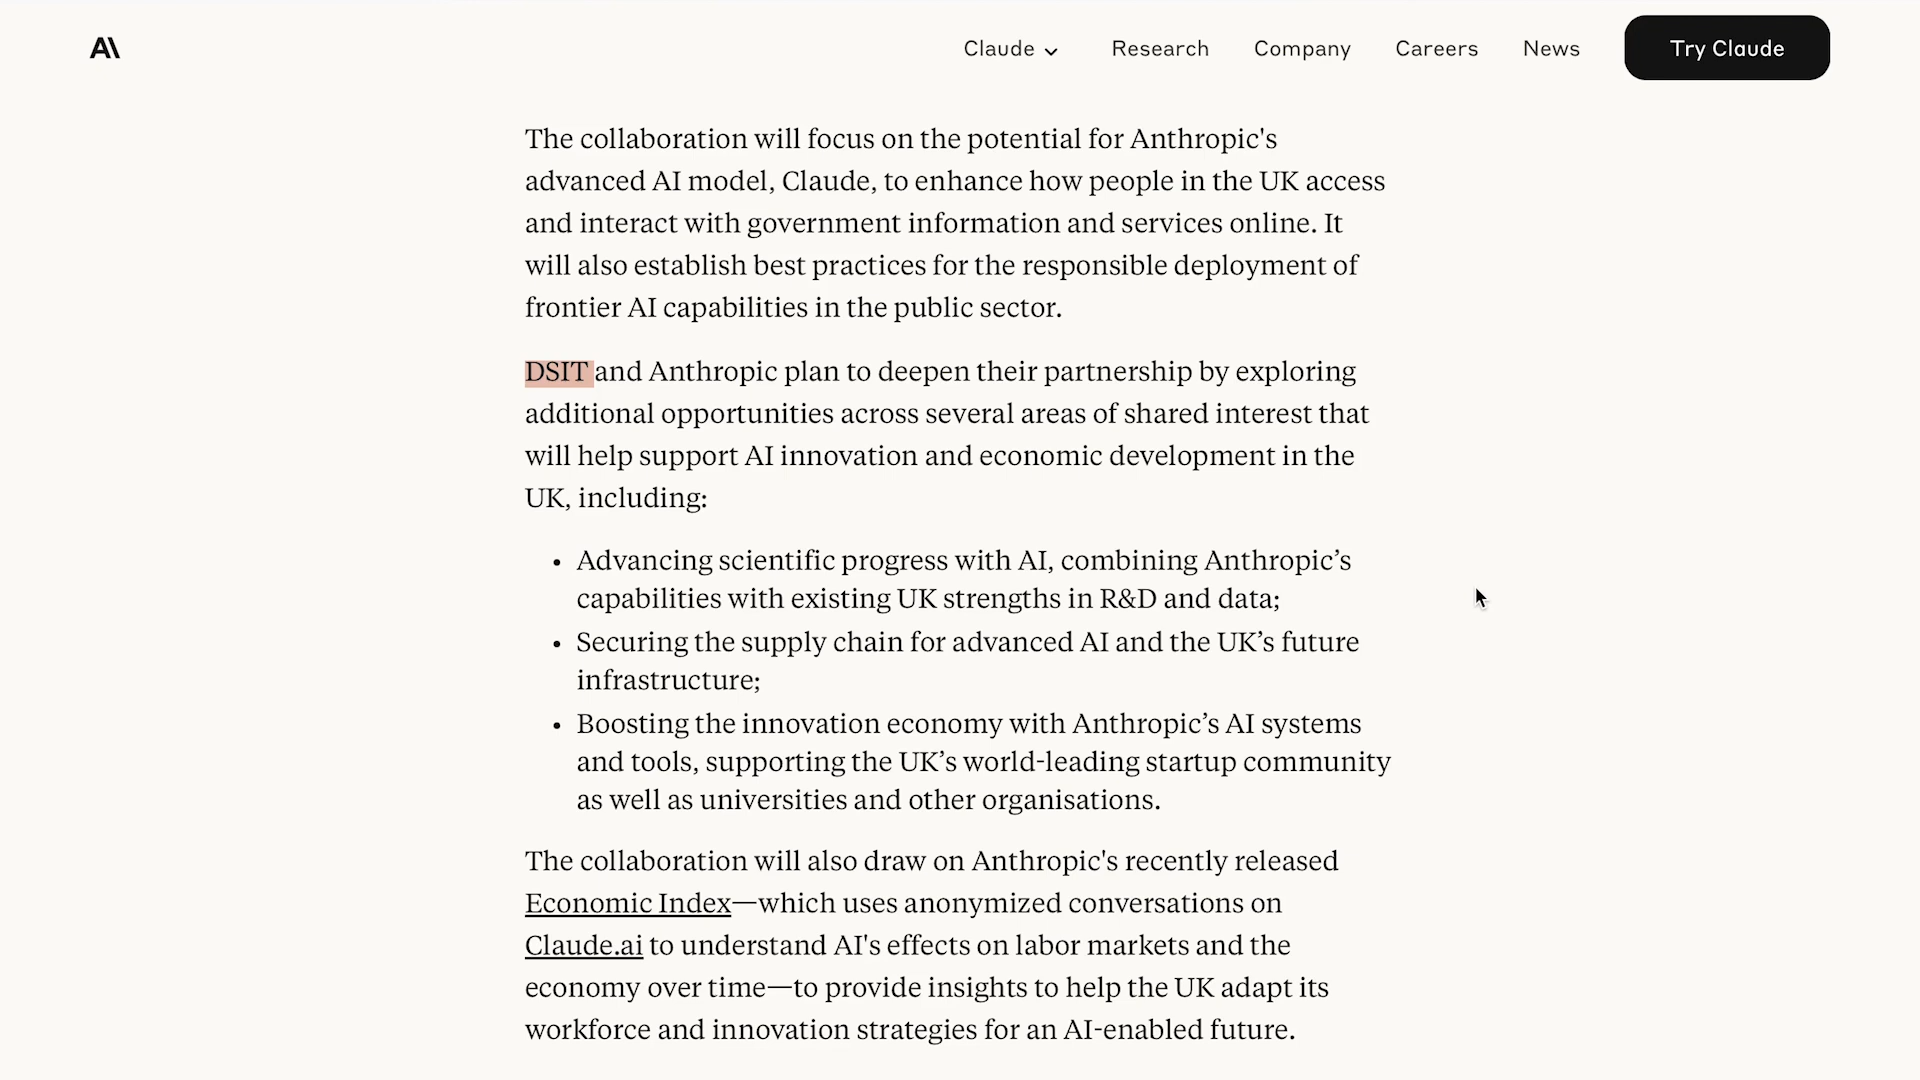 A\
Claude
Research
Company
Careers
News
Try Claude
The collaboration will focus on the potential for Anthropic's
advanced AI model, Claude, to enhance how people in the UK access
and interact with government information and services online. It
will also establish best practices for the responsible deployment of
frontier AI capabilities in the public sector.
DSIT and Anthropic plan to deepen their partnership by exploring
additional opportunities across several areas of shared interest that
will help support AI innovation and economic development in the
UK, including:
• Advancing scientific progress with AI, combining Anthropic’s
capabilities with existing UK strengths in R&D and data;
• Securing the supply chain for advanced AI and the UK’s future
infrastructure;
• Boosting the innovation economy with Anthropic’s AI systems
and tools, supporting the UK’s world-leading startup community
as well as universities and other organisations.
The collaboration will also draw on Anthropic's recently released
Economic Index—which uses anonymized conversations on
Claude.ai to understand AI's effects on labor markets and the
economy over time—to provide insights to help the UK adapt its
workforce and innovation strategies for an AI-enabled future.